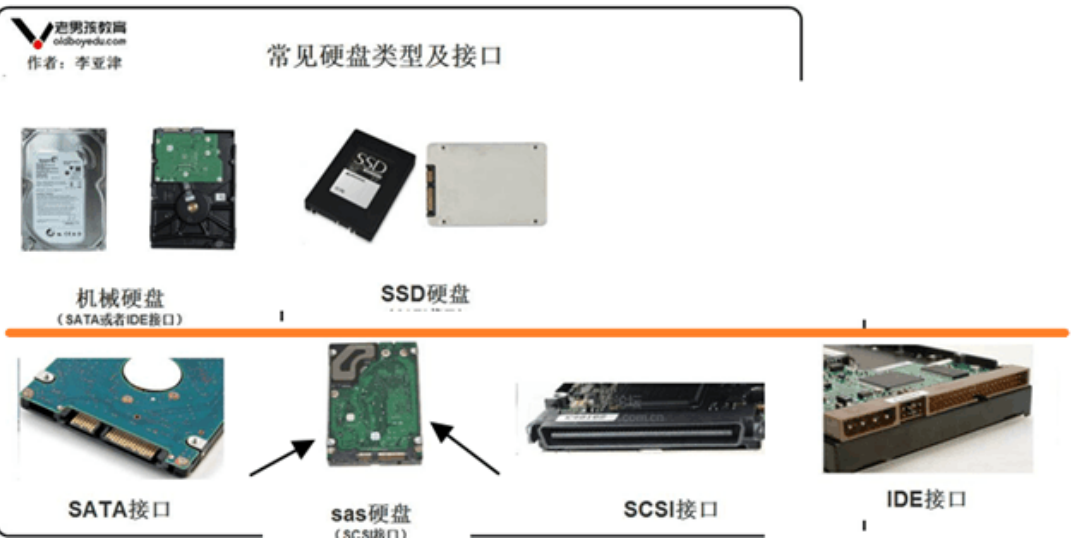 老男孩教育
oldboyedu.com
作者：李亚津
常见硬盘类型及接口
SSD
机械硬盘
（SATA或者IDE接口）
SSD硬盘
SATA接口
sas硬盘
（SCSI接口）
SCSI接口
IDE接口